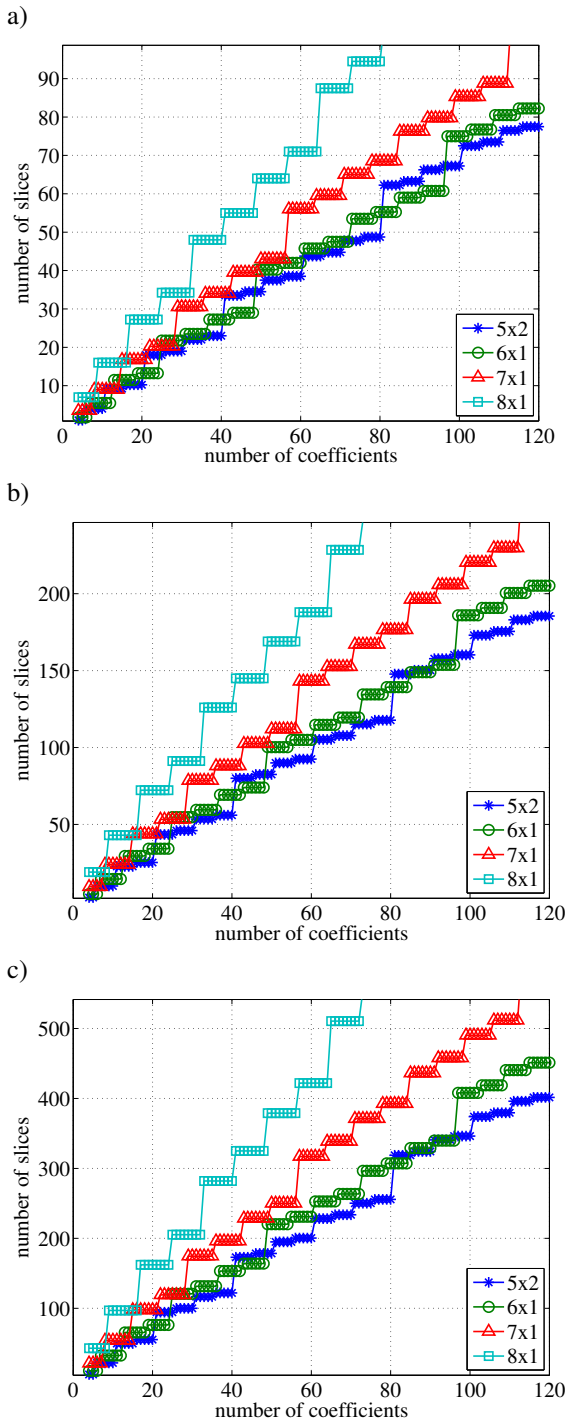 a)
90
80
70
60
50
40
30
20
10
number of slices
5x2
6x1
7x1
8x1
0 20 40 60 80 100 120
number of coefficients
b)
200
150
100
50
number of slices
5x2
6x1
7x1
8x1
0 20 40 60 80 100 120
number of coefficients
c)
500
400
300
200
100
number of slices
5x2
6x1
7x1
8x1
0 20 40 60 80 100 120
number of coefficients